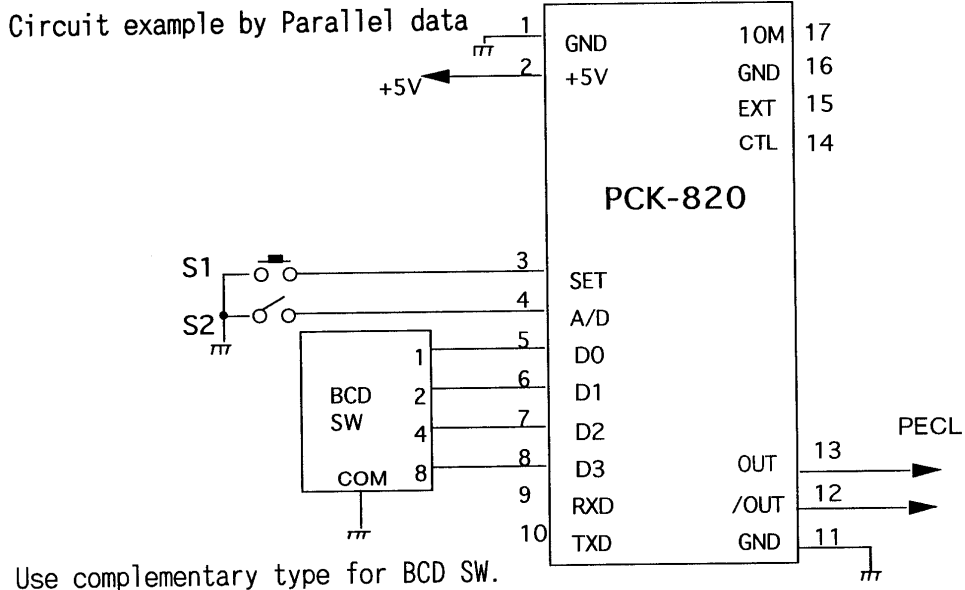 Circuit example by Parallel data
1 GND 10M 17
+5V 2 +5V GND 16
EXT 15
CTL 14
PCK-820
S1 3 SET
S2 4 A/D
1 5 D0
BCD SW 2 6 D1
4 7 D2
COM 8 8 D3
9 RXD
10 TXD
PECL
OUT 13
/OUT 12
GND 11
Use complementary type for BCD SW.